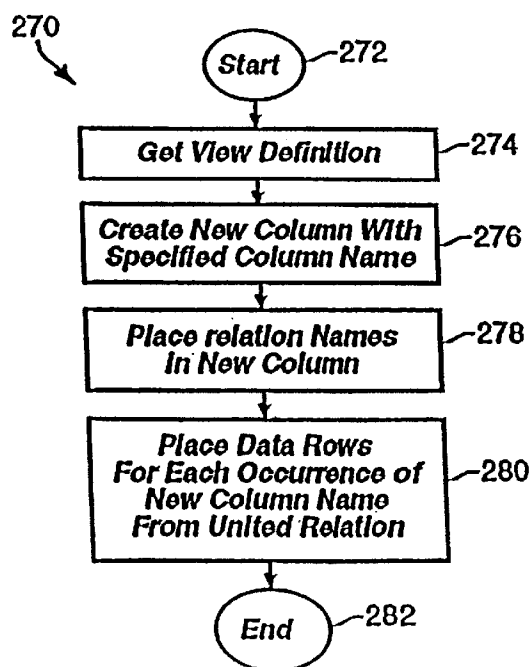 270
Start
272
Get View Definition
274
Create New Column With
Specified Column Name
276
Place relation Names
in New Column
278
Place Data Rows
For Each Occurrence of
New Column Name
From United Relation
280
End
282